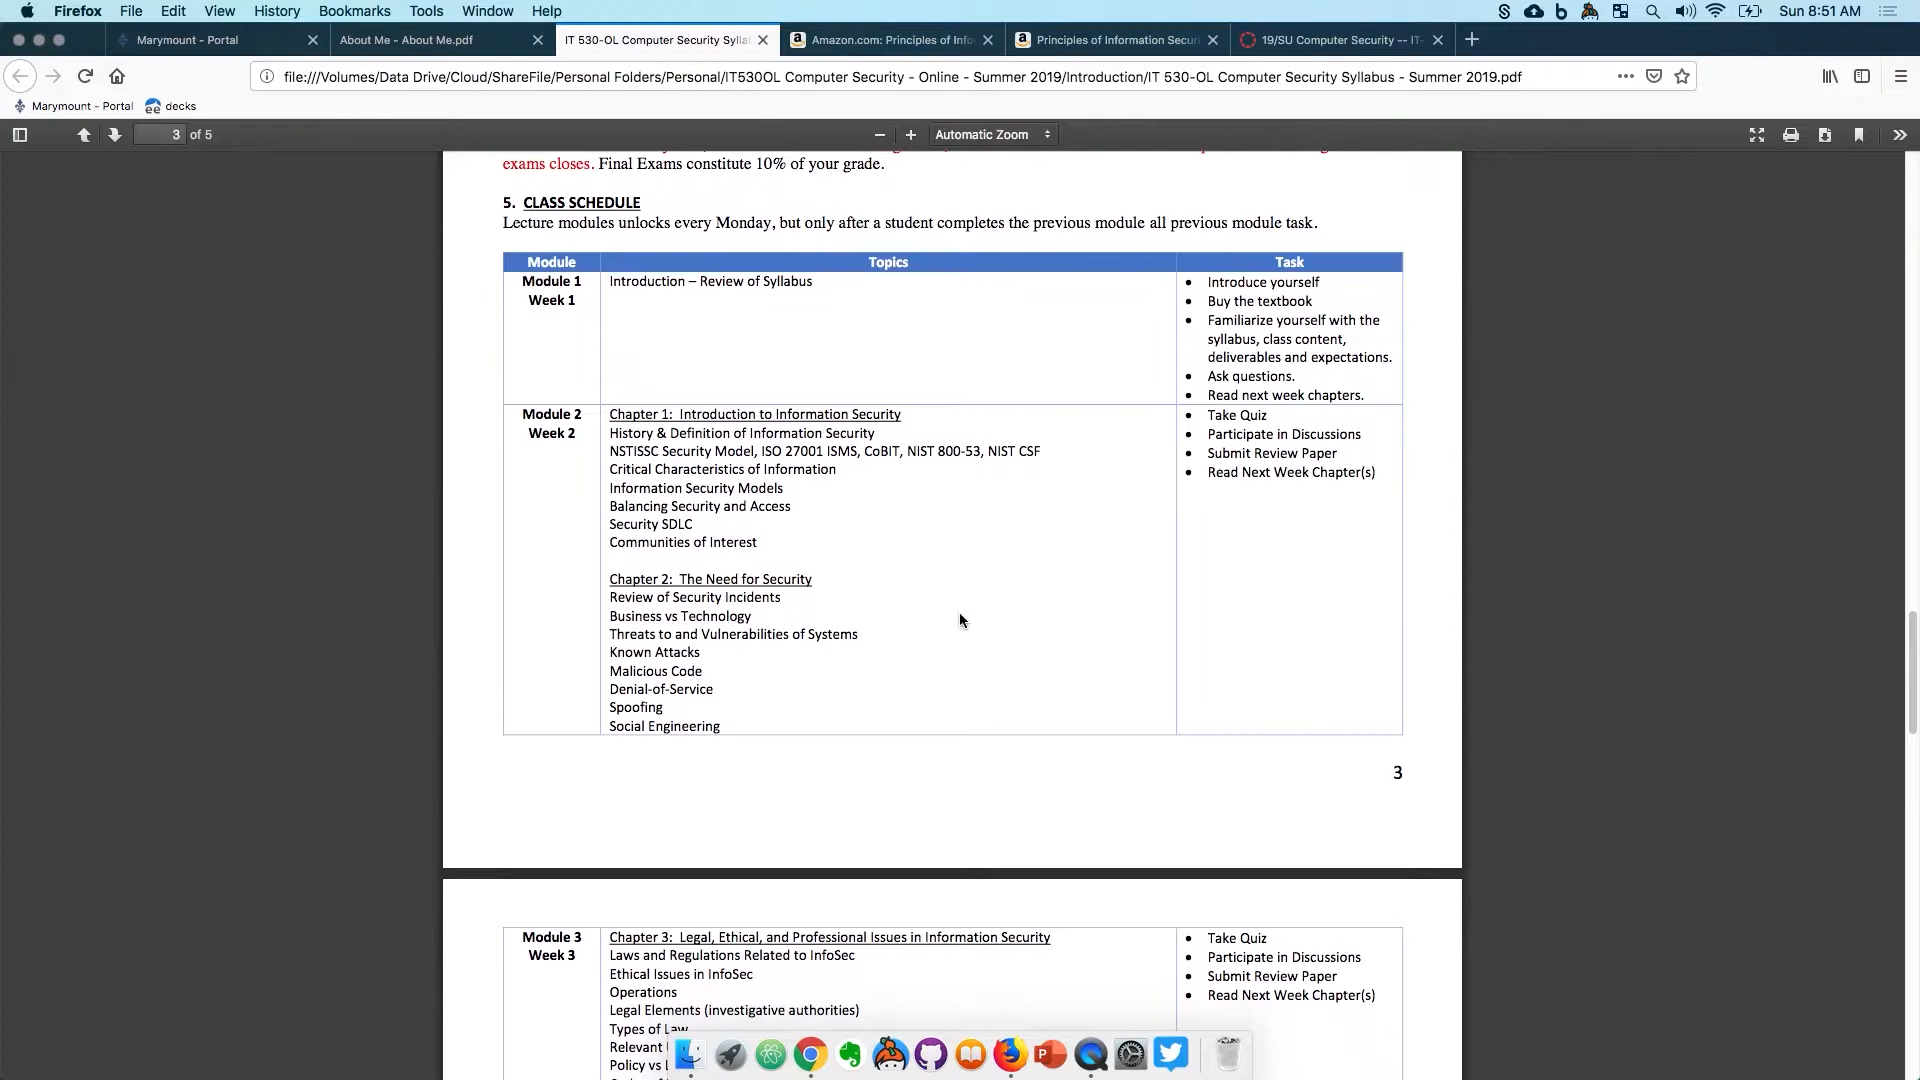 Firefox File Edit View History Bookmarks Tools Window Help Sun 8:51 AM
Marymount - Portal About Me - About Me.pdf IT 530-OL Computer Security Sylla Amazon.com: Principles of Info Principles of Information Secur 19/SU Computer Security -- IT-
file:///Volumes/Data Drive/Cloud/ShareFile/Personal Folders/Personal/IT530OL Computer Security - Online - Summer 2019/Introduction/IT 530-OL Computer Security Syllabus - Summer 2019.pdf
Marymount - Portal decks
3 of 5 Automatic Zoom
exams closes. Final Exams constitute 10% of your grade.
5. CLASS SCHEDULE
Lecture modules unlocks every Monday, but only after a student completes the previous module all previous module task.
Module Topics Task
Module 1
Week 1
Introduction – Review of Syllabus
• Introduce yourself
• Buy the textbook
• Familiarize yourself with the
syllabus, class content,
deliverables and expectations.
• Ask questions.
• Read next week chapters.
Module 2
Week 2
Chapter 1: Introduction to Information Security
History & Definition of Information Security
NSTISSC Security Model, ISO 27001 ISMS, CoBIT, NIST 800-53, NIST CSF
Critical Characteristics of Information
Information Security Models
Balancing Security and Access
Security SDLC
Communities of Interest
Chapter 2: The Need for Security
Review of Security Incidents
Business vs Technology
Threats to and Vulnerabilities of Systems
Known Attacks
Malicious Code
Denial-of-Service
Spoofing
Social Engineering
• Take Quiz
• Participate in Discussions
• Submit Review Paper
• Read Next Week Chapter(s)
3
Module 3
Week 3
Chapter 3: Legal, Ethical, and Professional Issues in Information Security
Laws and Regulations Related to InfoSec
Ethical Issues in InfoSec
Operations
Legal Elements (investigative authorities)
Types of Law
Relevant
Policy vs
• Take Quiz
• Participate in Discussions
• Submit Review Paper
• Read Next Week Chapter(s)